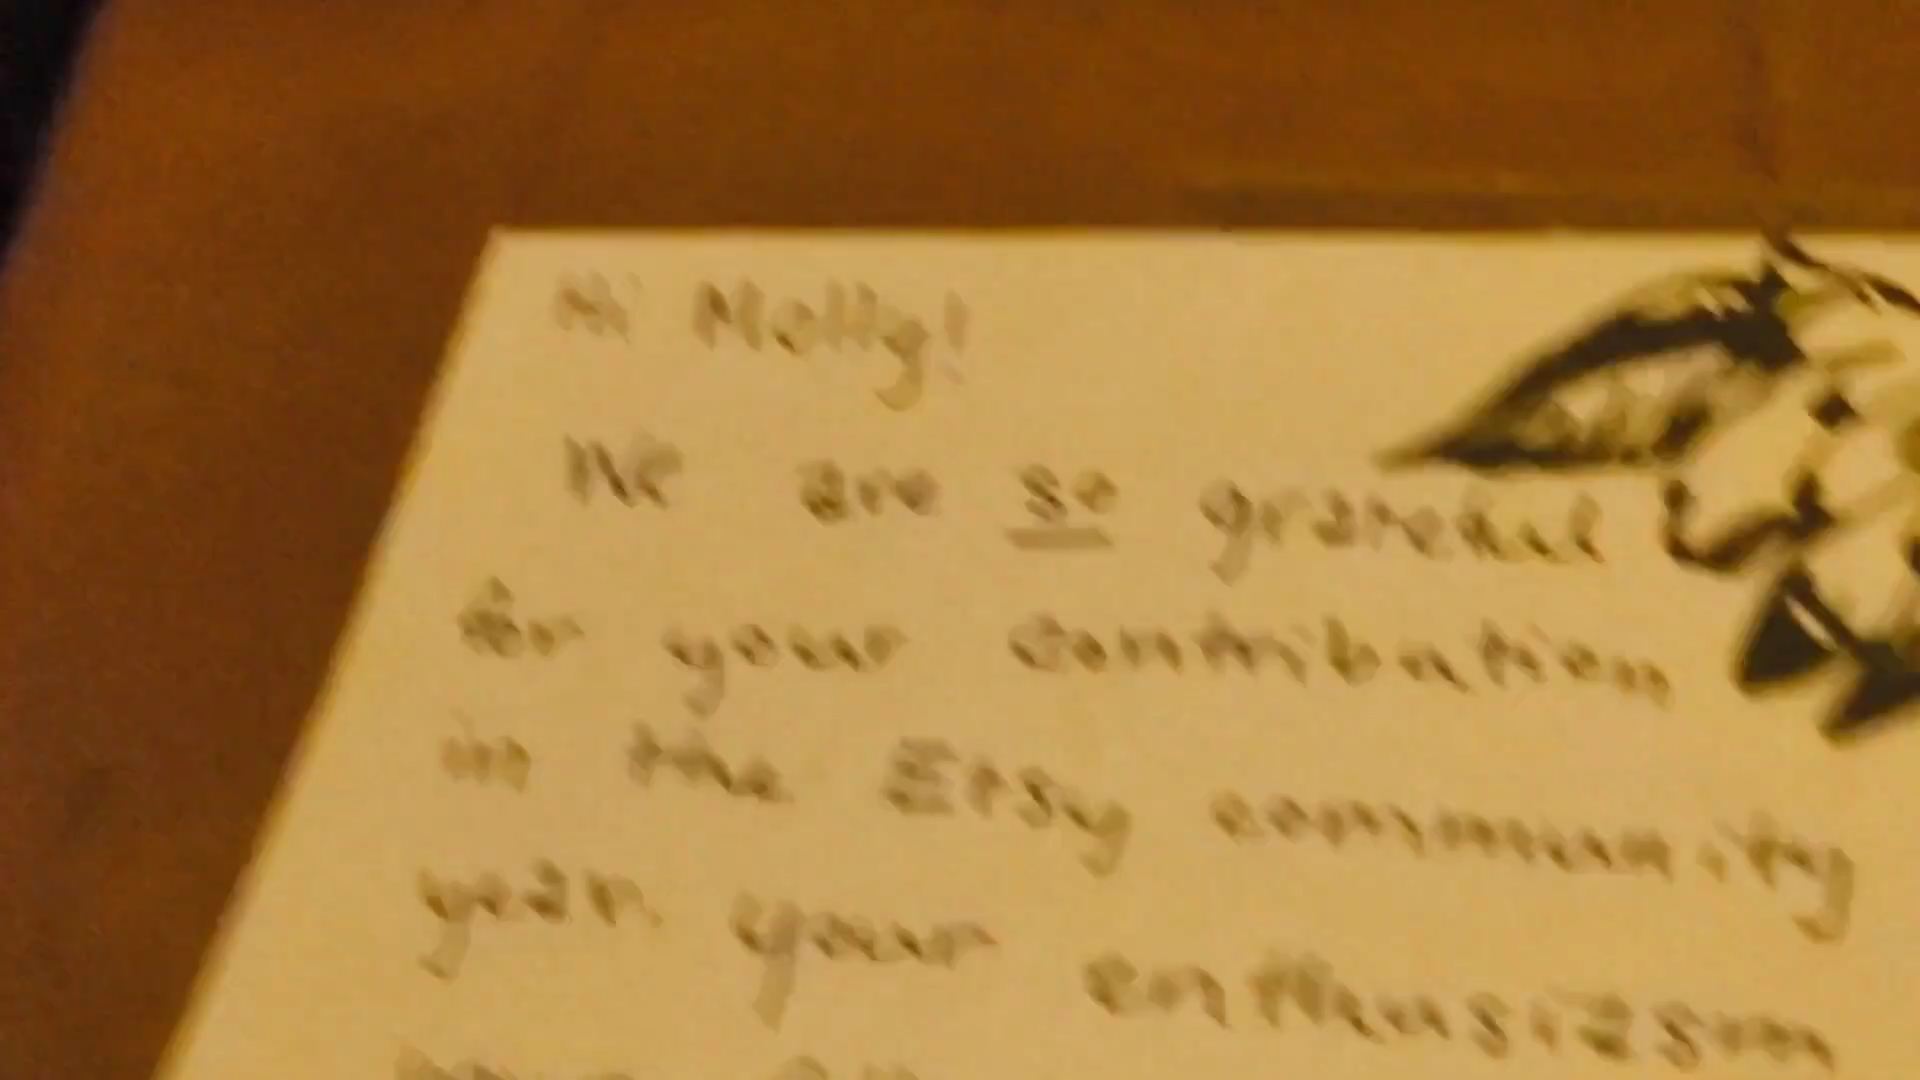 Hi Molly!
We are so grateful
for your contribution
in the Etsy community
year. your enthusiasm